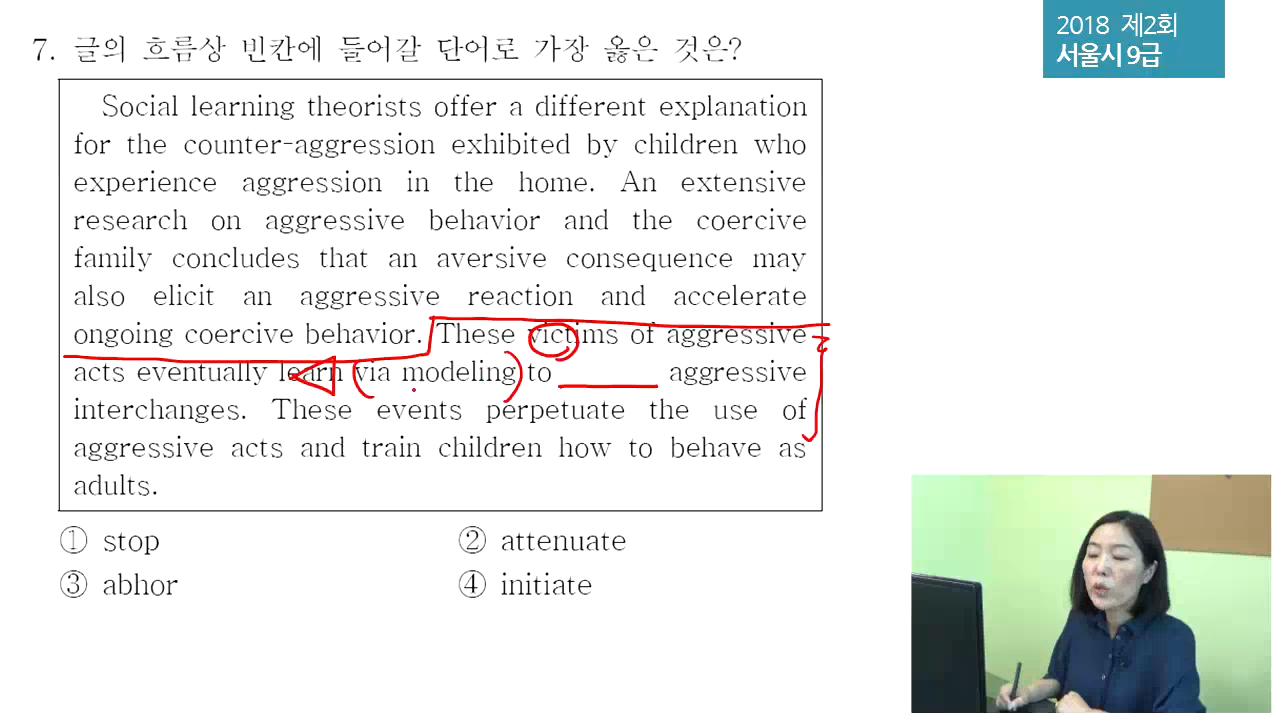 2018 제2회
서울시 9급
7. 글의 흐름상 빈칸에 들어갈 단어로 가장 옳은 것은?
Social learning theorists offer a different explanation
for the counter-aggression exhibited by children who
experience aggression in the home. An extensive
research on aggressive behavior and the coercive
family concludes that an aversive consequence may
also elicit an aggressive reaction and accelerate
ongoing coercive behavior. These victims of aggressive
acts eventually learn via modeling to ______ aggressive
interchanges. These events perpetuate the use of
aggressive acts and train children how to behave as
adults.
① stop ② attenuate
③ abhor ④ initiate